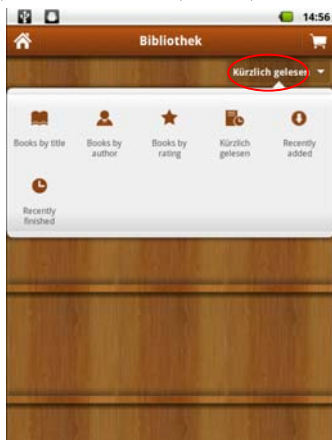 14:56
Bibliothek
Kürzlich gelesen
Books by title
Books by
author
Books by
rating
Kürzlich
gelesen
Recently
added
Recently
finished